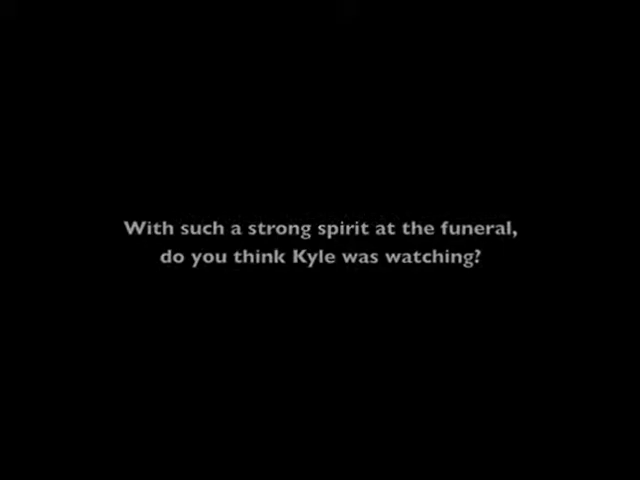 With such a strong spirit at the funeral,
do you think Kyle was watching?